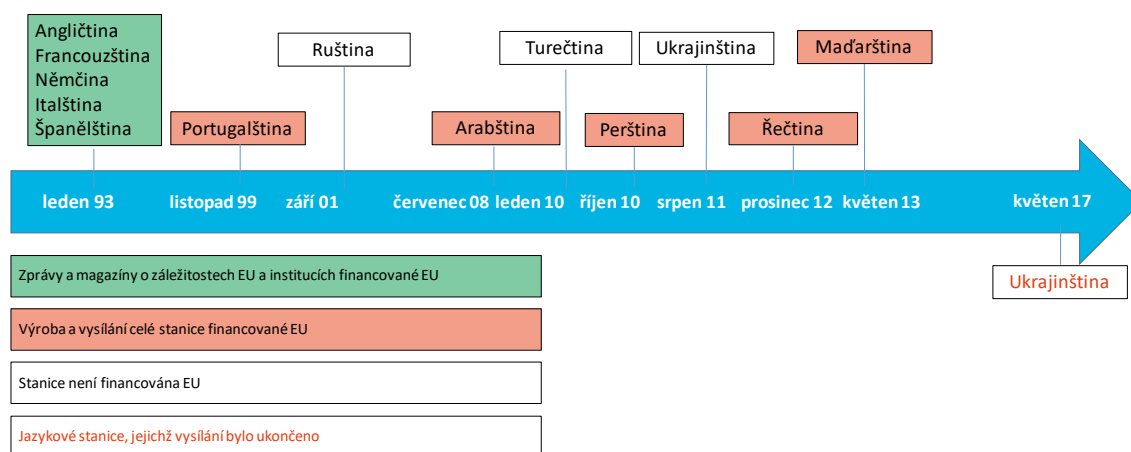 Angličtina
Francouzština
Němčina
Italština
Španělština
Portugalština
Ruština
Arabština
Turečtina
Perština
Ukrajinština
Řečtina
Maďarština
leden 93
listopad 99
září 01
červenec 08
leden 10
říjen 10
srpen 11
prosinec 12
květen 13
květen 17
Ukrajinština
Zprávy a magazíny o záležitostech EU a institucích financované EU
Výroba a vysílání celé stanice financované EU
Stanice není financována EU
Jazykové stanice, jejichž vysílání bylo ukončeno